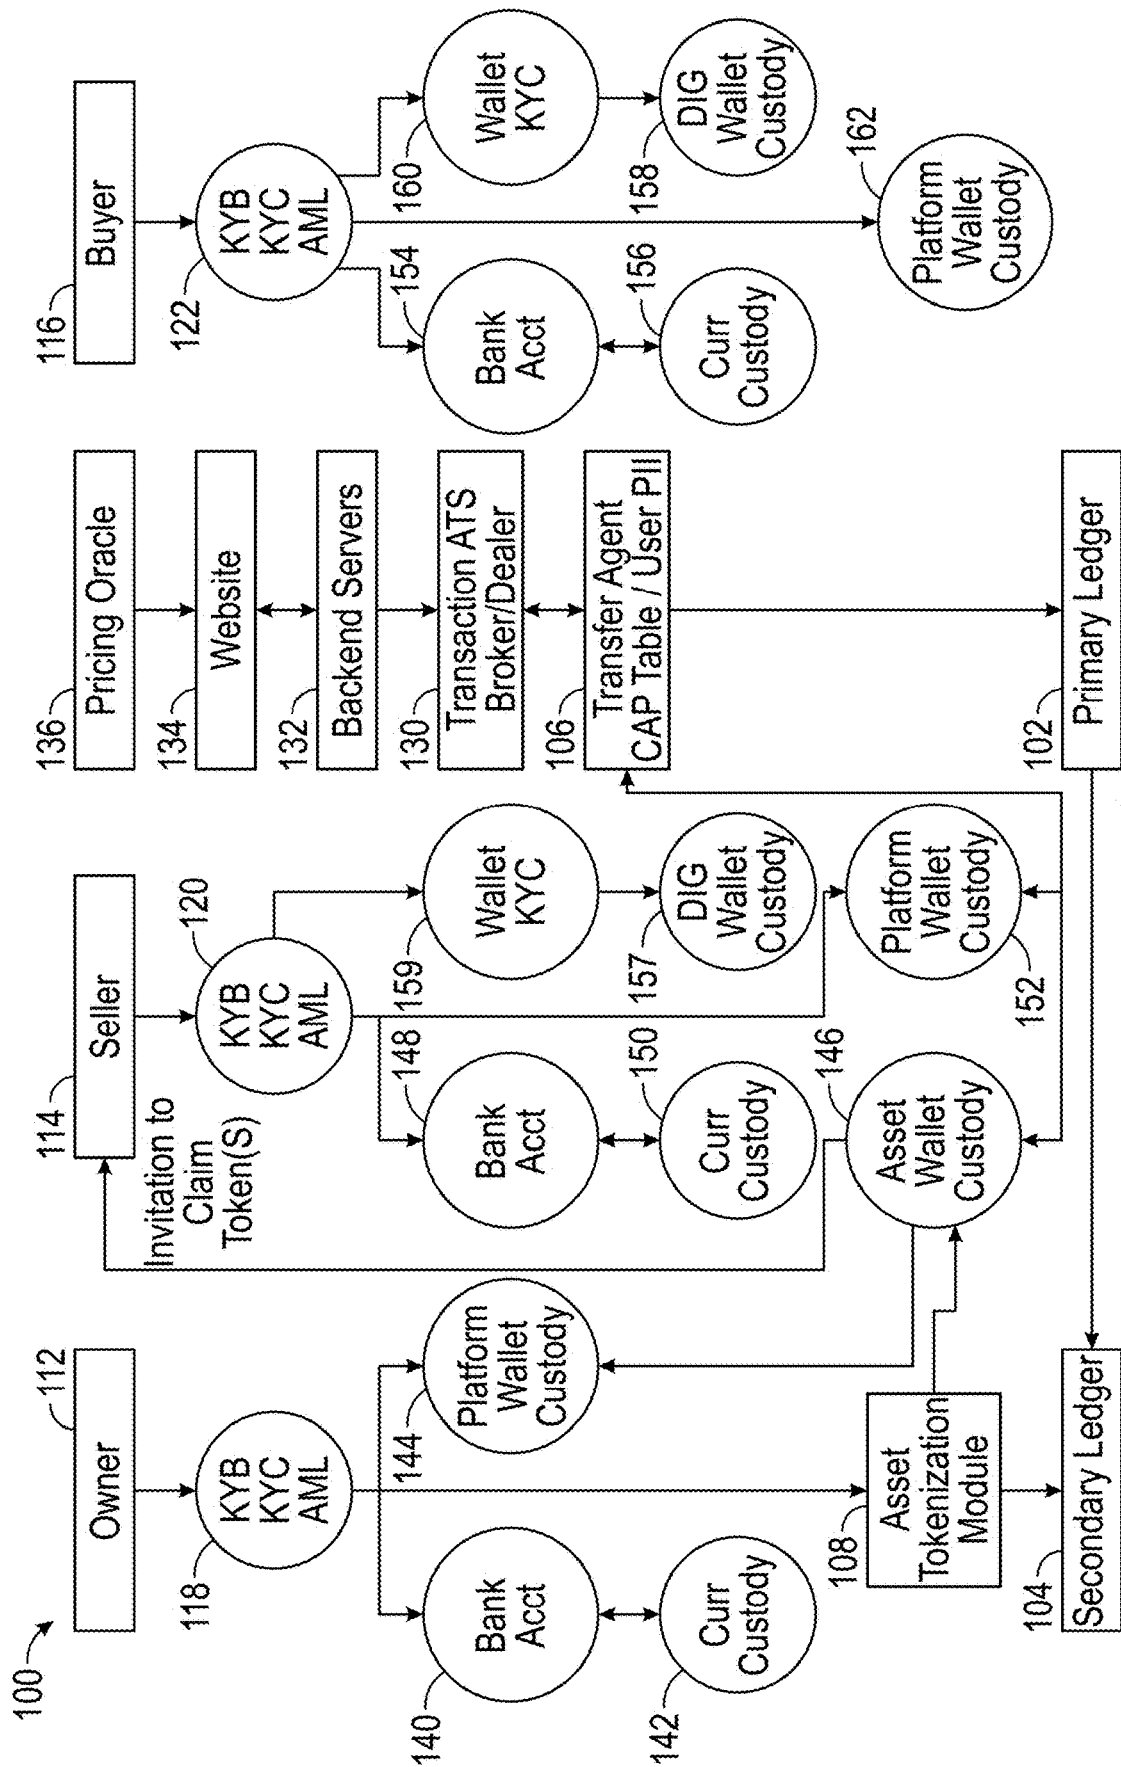 100
Owner
112
KYB
KYC
AML
118
Bank
Acct
140
Curr
Custody
142
Platform
Wallet
Custody
144
Asset
Tokenization
Module
108
Secondary Ledger
104
Invitation to
Claim
Token(S)
Seller
114
KYB
KYC
AML
120
Bank
Acct
148
Curr
Custody
150
Asset
Wallet
Custody
146
Wallet
KYC
159
DIG
Wallet
Custody
157
Platform
Wallet
Custody
152
Pricing Oracle
136
Website
134
Backend Servers
132
Transaction ATS
Broker/Dealer
130
Transfer Agent
CAP Table / User PII
106
Primary Ledger
102
Buyer
116
KYB
KYC
AML
122
Bank
Acct
154
Curr
Custody
156
Wallet
KYC
160
DIG
Wallet
Custody
158
Platform
Wallet
Custody
162